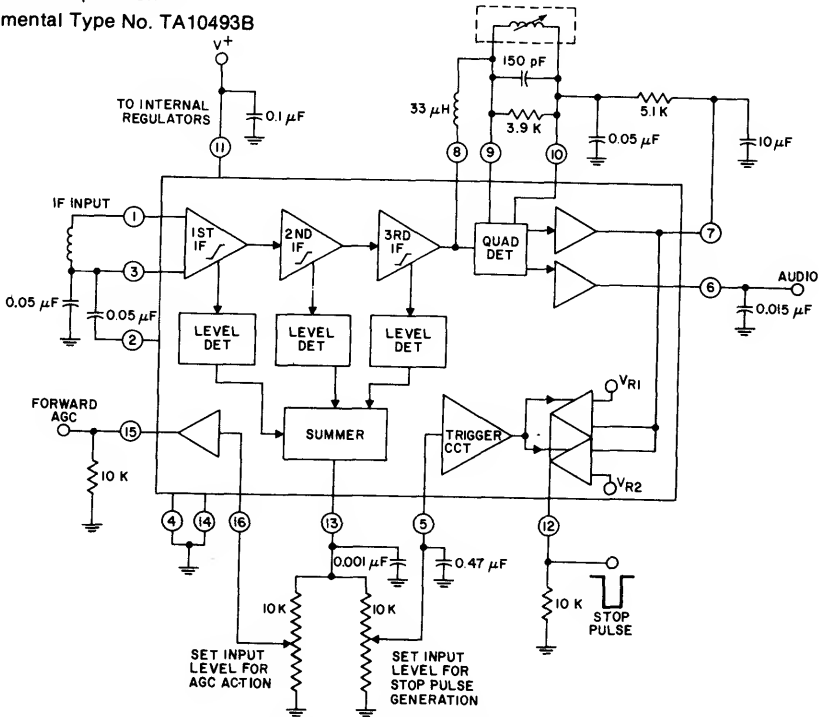 mental Type No. TA10493B
V+
TO INTERNAL
REGULATORS
0.1 µF
11
150 pF
33 µH
3.9 K
5.1 K
0.05 µF
10 µF
8
9
10
IF INPUT
1
3
0.05 µF
0.05 µF
2
1ST
IF
2ND
IF
3RD
IF
QUAD
DET
7
6
AUDIO
0.015 µF
LEVEL
DET
LEVEL
DET
LEVEL
DET
FORWARD
AGC
15
10 K
SUMMER
TRIGGER
CCT
VR1
VR2
4
14
16
13
5
12
0.001 µF
0.47 µF
10 K
10 K
10 K
STOP
PULSE
SET INPUT
LEVEL FOR
AGC ACTION
SET INPUT
LEVEL FOR
STOP PULSE
GENERATION